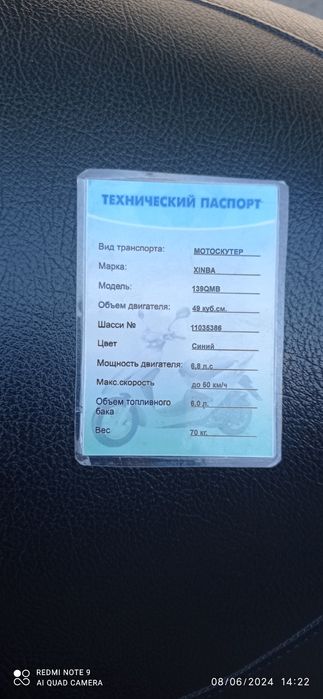 ТЕХНИЧЕСКИЙ ПАСПОРТ
Вид транспорта: МОТОСКУТЕР
Марка: XINBA
Модель: 139QMB
Объем двигателя: 49 куб.см.
Шасси № 11035386
Цвет Синий
Мощность двигателя: 6,8 л.с
Макс.скорость до 60 км/ч
Объем топливного
бака 6,0 л.
Вес 70 кг.
REDMI NOTE 9
AI QUAD CAMERA
08/06/2024 14:22